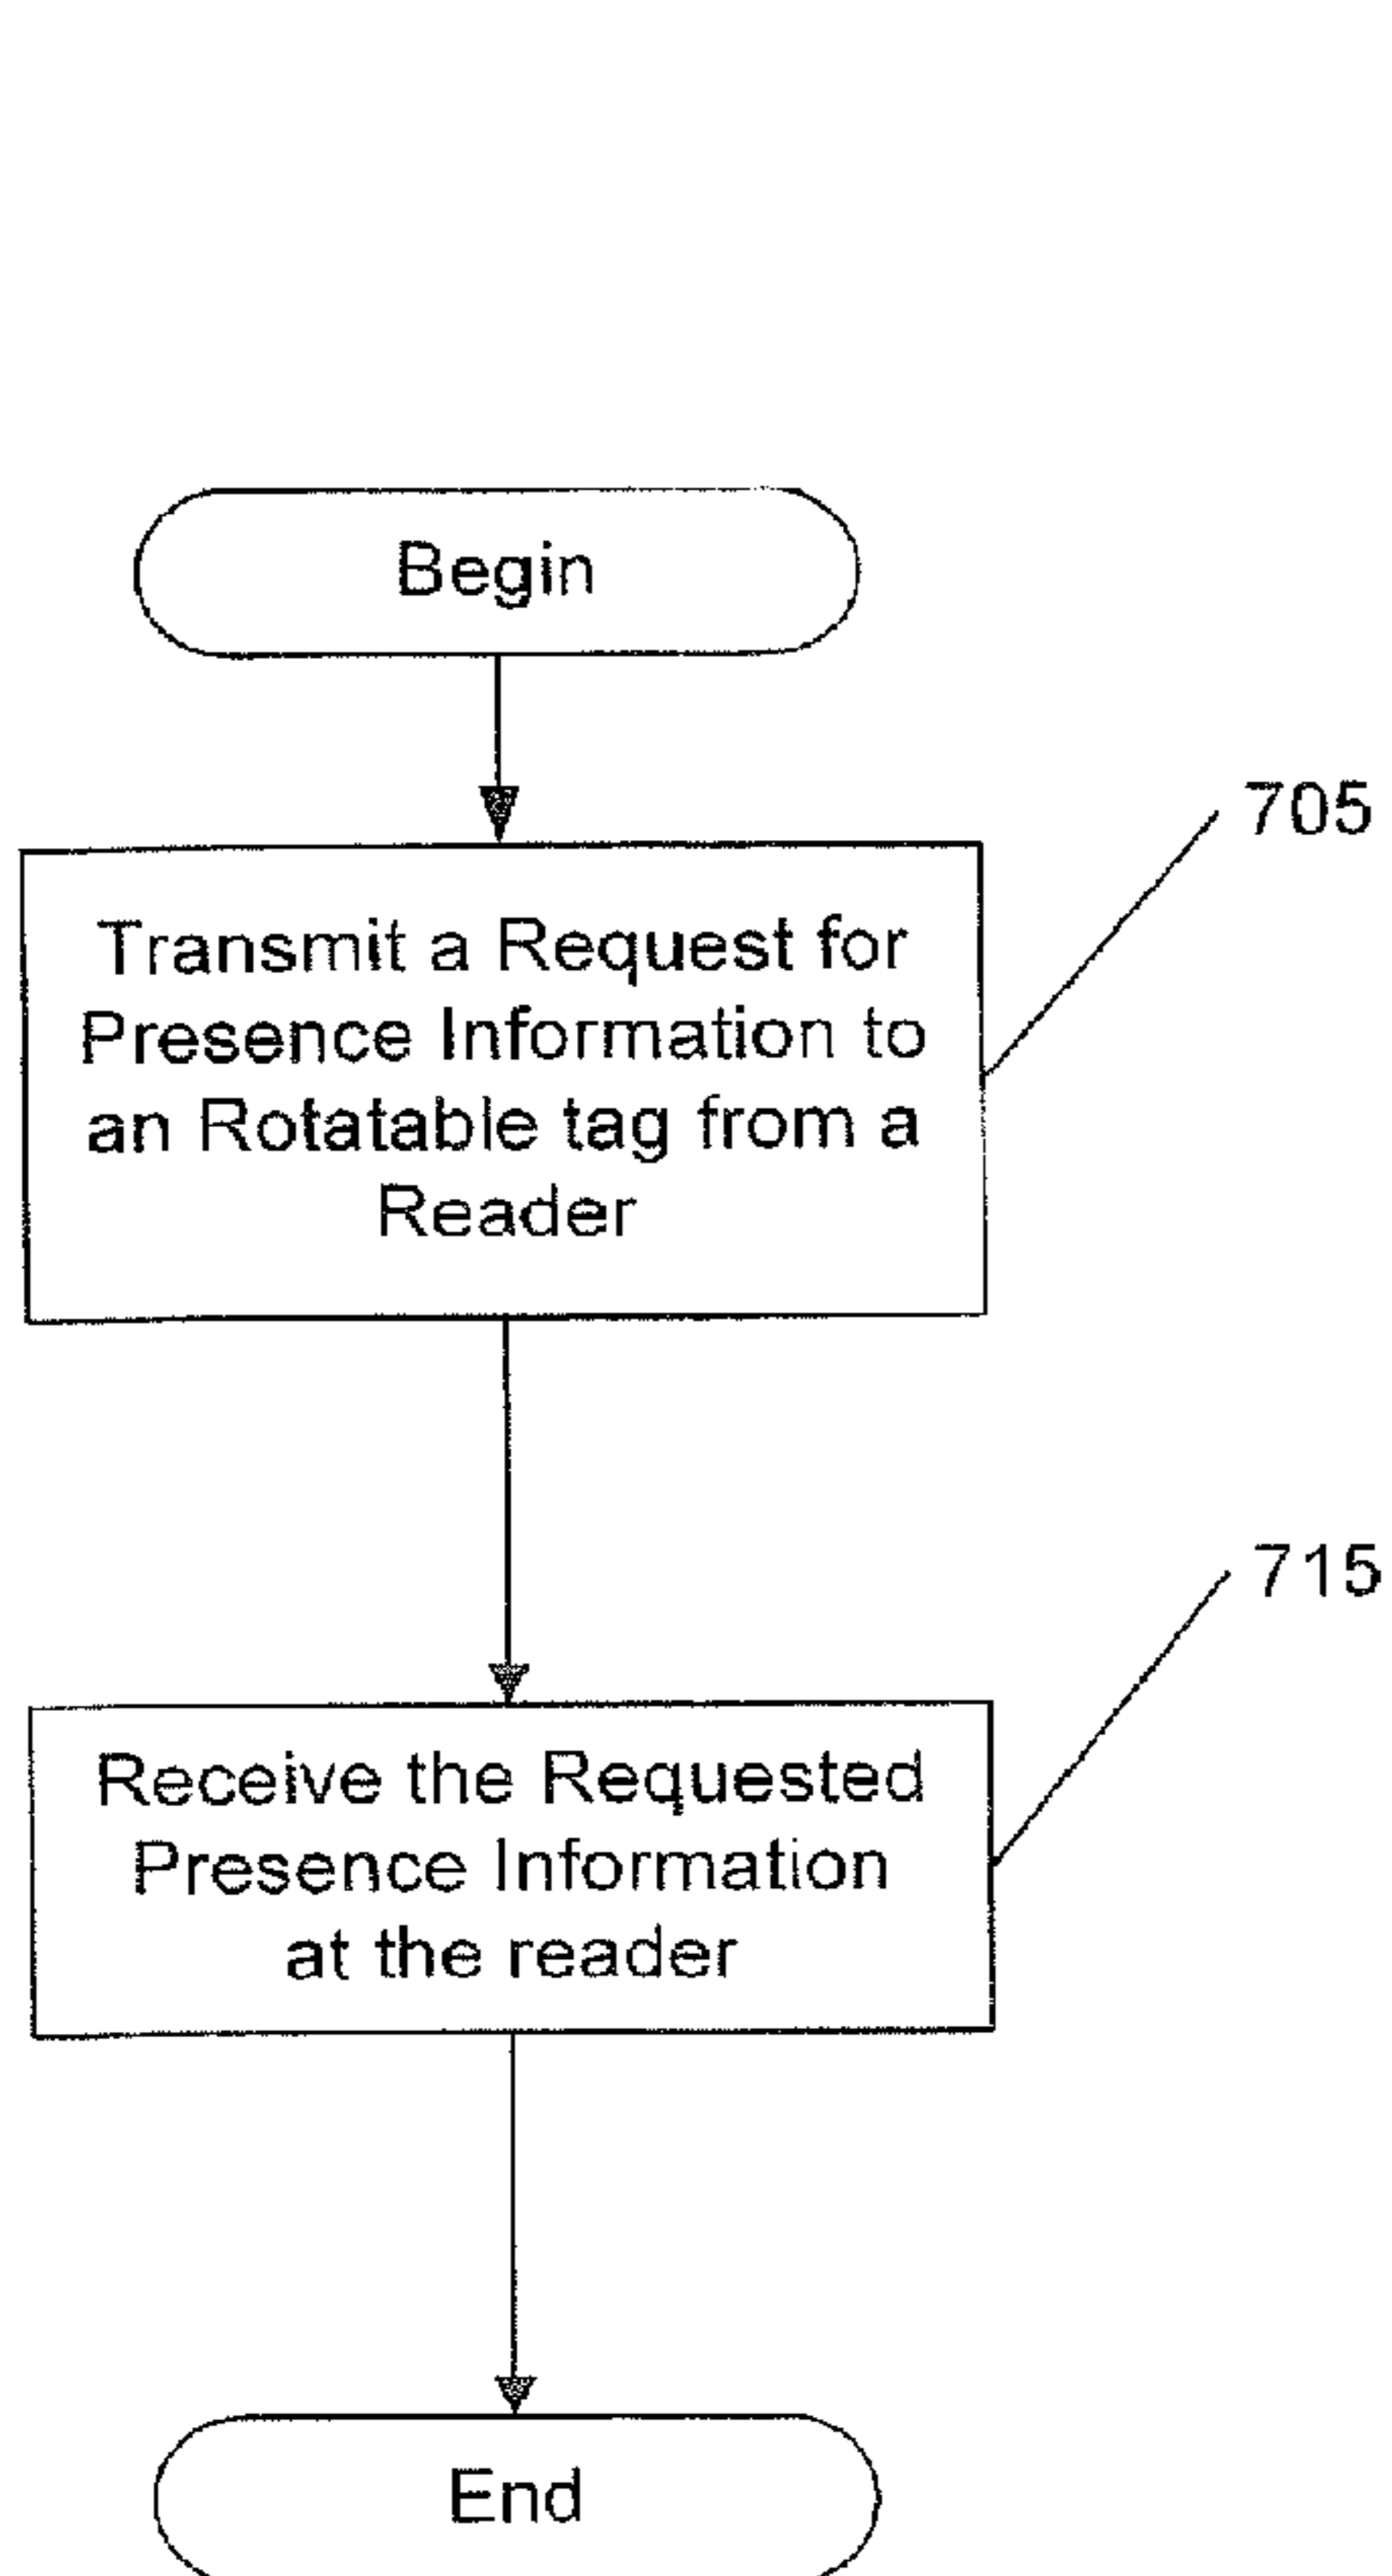 Begin
705
Transmit a Request for
Presence Information to
an Rotatable tag from a
Reader
715
Receive the Requested
Presence Information
at the reader
End